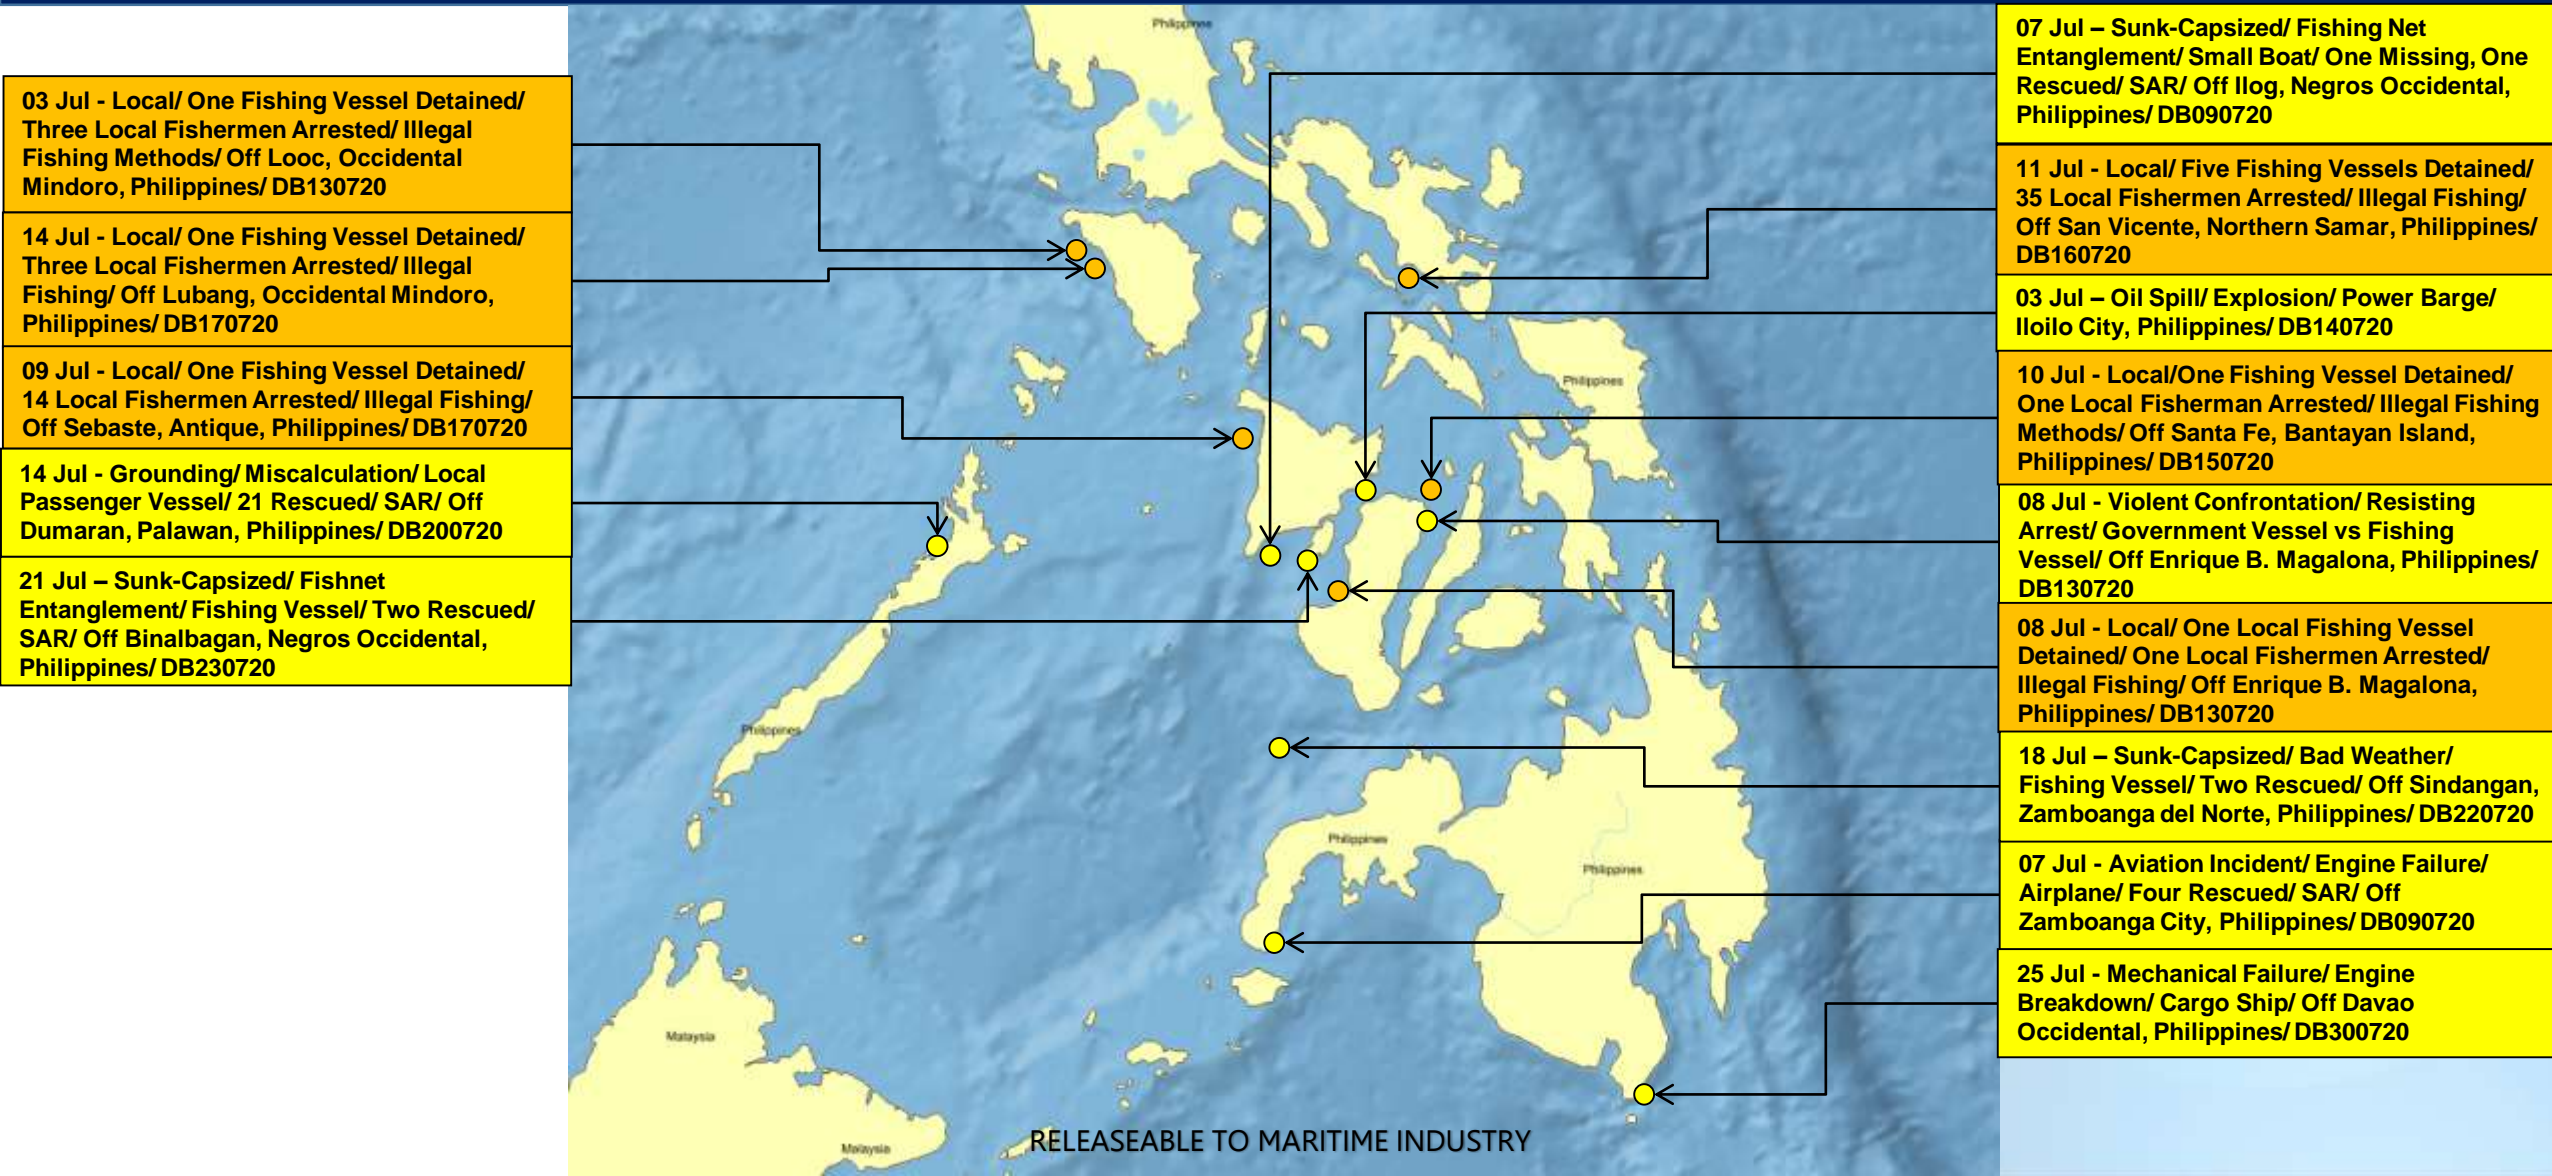 03 Jul - Local/ One Fishing Vessel Detained/
Three Local Fishermen Arrested/ Illegal
Fishing Methods/ Off Looc, Occidental
Mindoro, Philippines/ DB130720
14 Jul - Local/ One Fishing Vessel Detained/
Three Local Fishermen Arrested/ Illegal
Fishing/ Off Lubang, Occidental Mindoro,
Philippines/ DB170720
09 Jul - Local/ One Fishing Vessel Detained/
14 Local Fishermen Arrested/ Illegal Fishing/
Off Sebaste, Antique, Philippines/ DB170720
14 Jul - Grounding/ Miscalculation/ Local
Passenger Vessel/ 21 Rescued/ SAR/ Off
Dumaran, Palawan, Philippines/ DB200720
21 Jul – Sunk-Capsized/ Fishnet
Entanglement/ Fishing Vessel/ Two Rescued/
SAR/ Off Binalbagan, Negros Occidental,
Philippines/ DB230720
Philippines
Philippines
Philippines
Philippines
Philippines
Malaysia
Malaysia
RELEASEABLE TO MARITIME INDUSTRY
07 Jul – Sunk-Capsized/ Fishing Net
Entanglement/ Small Boat/ One Missing, One
Rescued/ SAR/ Off Ilog, Negros Occidental,
Philippines/ DB090720
11 Jul - Local/ Five Fishing Vessels Detained/
35 Local Fishermen Arrested/ Illegal Fishing/
Off San Vicente, Northern Samar, Philippines/
DB160720
03 Jul – Oil Spill/ Explosion/ Power Barge/
Iloilo City, Philippines/ DB140720
10 Jul - Local/One Fishing Vessel Detained/
One Local Fisherman Arrested/ Illegal Fishing
Methods/ Off Santa Fe, Bantayan Island,
Philippines/ DB150720
08 Jul - Violent Confrontation/ Resisting
Arrest/ Government Vessel vs Fishing
Vessel/ Off Enrique B. Magalona, Philippines/
DB130720
08 Jul - Local/ One Local Fishing Vessel
Detained/ One Local Fishermen Arrested/
Illegal Fishing/ Off Enrique B. Magalona,
Philippines/ DB130720
18 Jul – Sunk-Capsized/ Bad Weather/
Fishing Vessel/ Two Rescued/ Off Sindangan,
Zamboanga del Norte, Philippines/ DB220720
07 Jul - Aviation Incident/ Engine Failure/
Airplane/ Four Rescued/ SAR/ Off
Zamboanga City, Philippines/ DB090720
25 Jul - Mechanical Failure/ Engine
Breakdown/ Cargo Ship/ Off Davao
Occidental, Philippines/ DB300720